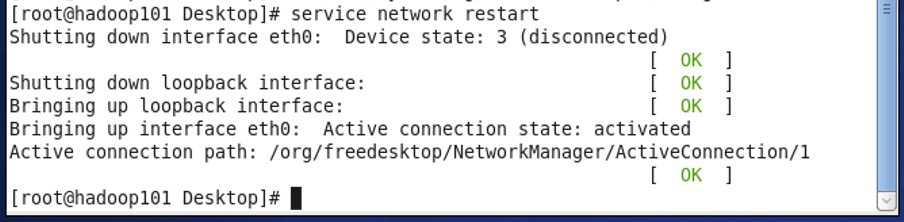 [root@hadoop101 Desktop]# service network restart
Shutting down interface eth0:  Device state: 3 (disconnected)
                                                           [  OK  ]
Shutting down loopback interface:                          [  OK  ]
Bringing up loopback interface:                            [  OK  ]
Bringing up interface eth0:  Active connection state: activated
Active connection path: /org/freedesktop/NetworkManager/ActiveConnection/1
                                                           [  OK  ]
[root@hadoop101 Desktop]#